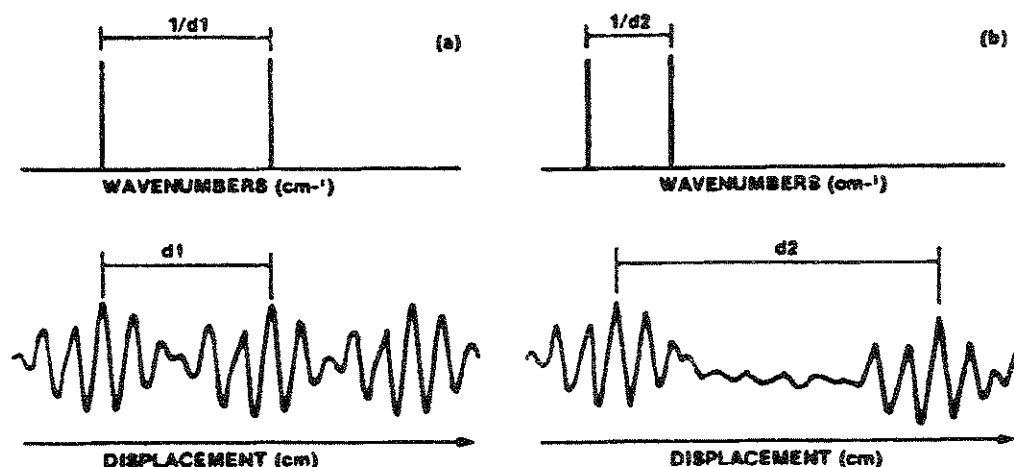 1/d1
(a)
WAVENUMBERS (cm-¹)
d1
DISPLACEMENT (cm)
1/d2
(b)
WAVENUMBERS (cm-¹)
d2
DISPLACEMENT (cm)